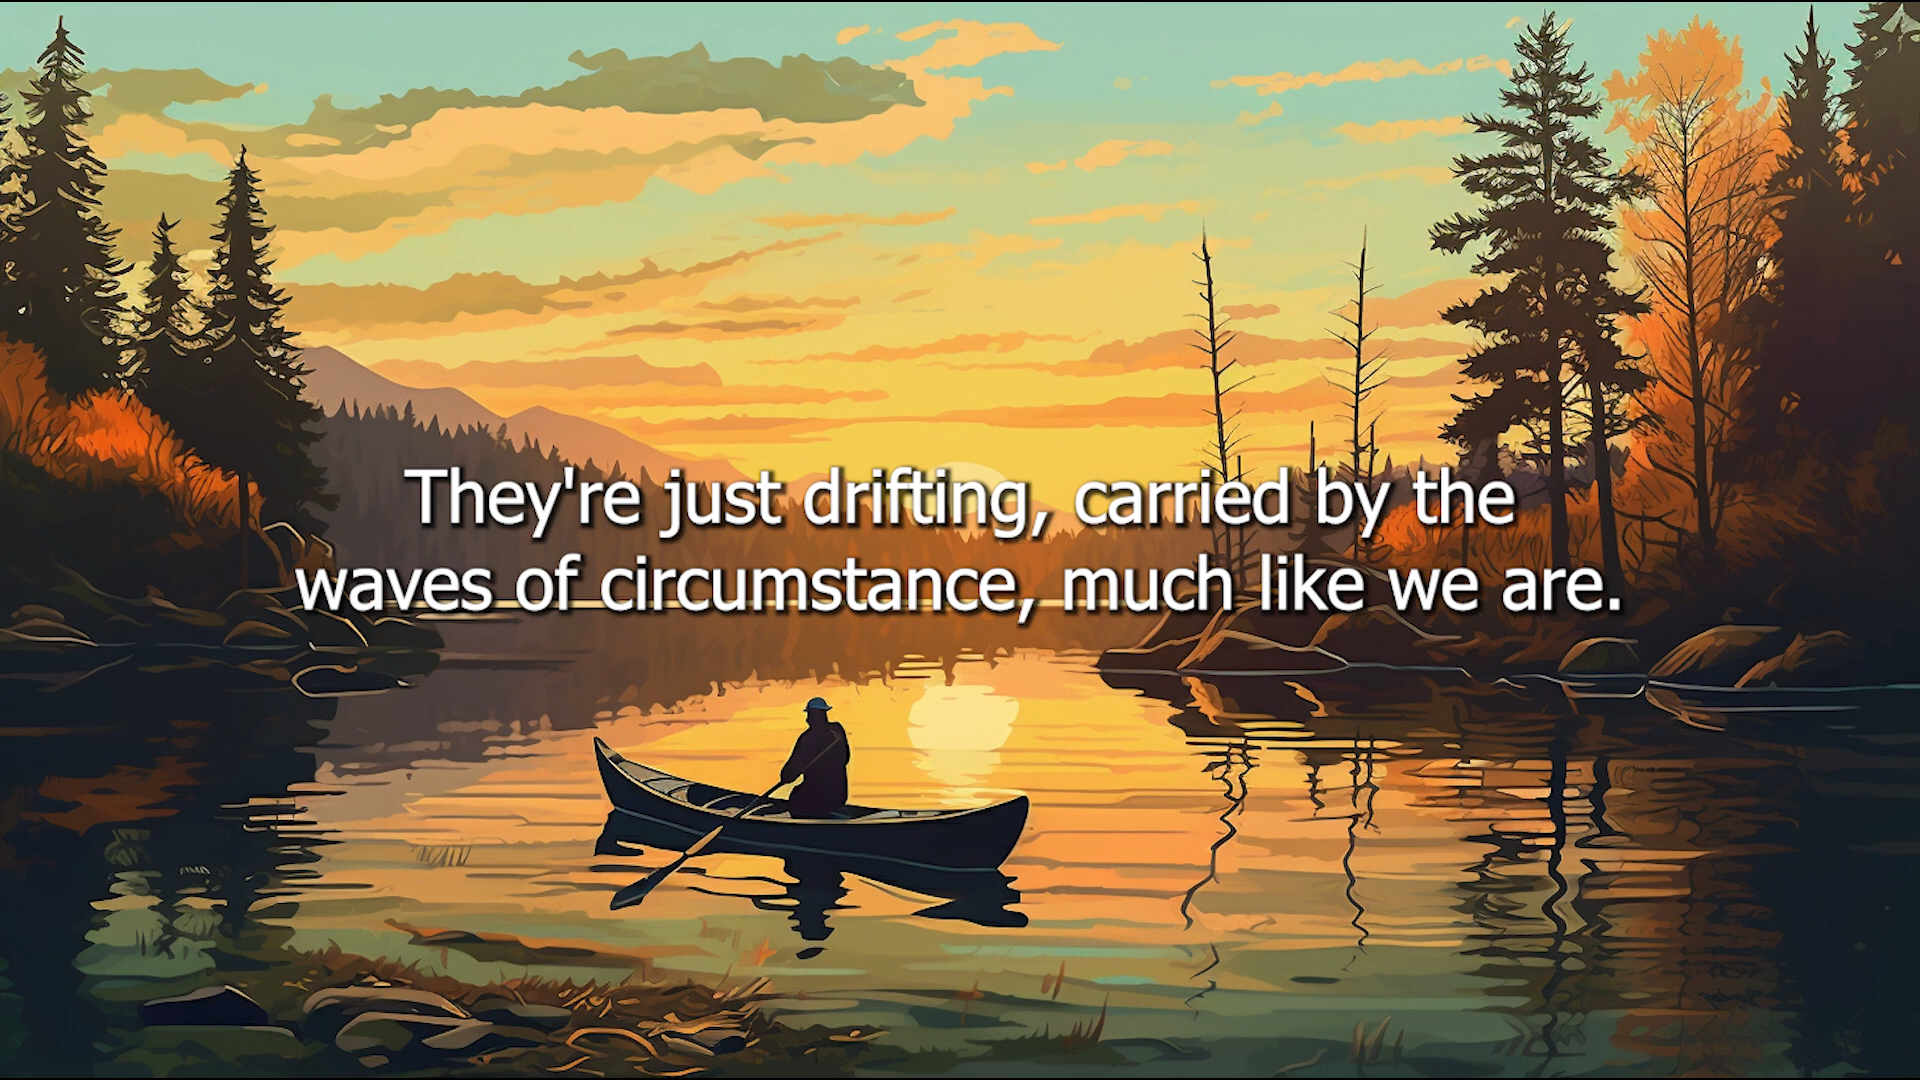 They're just drifting, carried by the
waves of circumstance, much like we are.